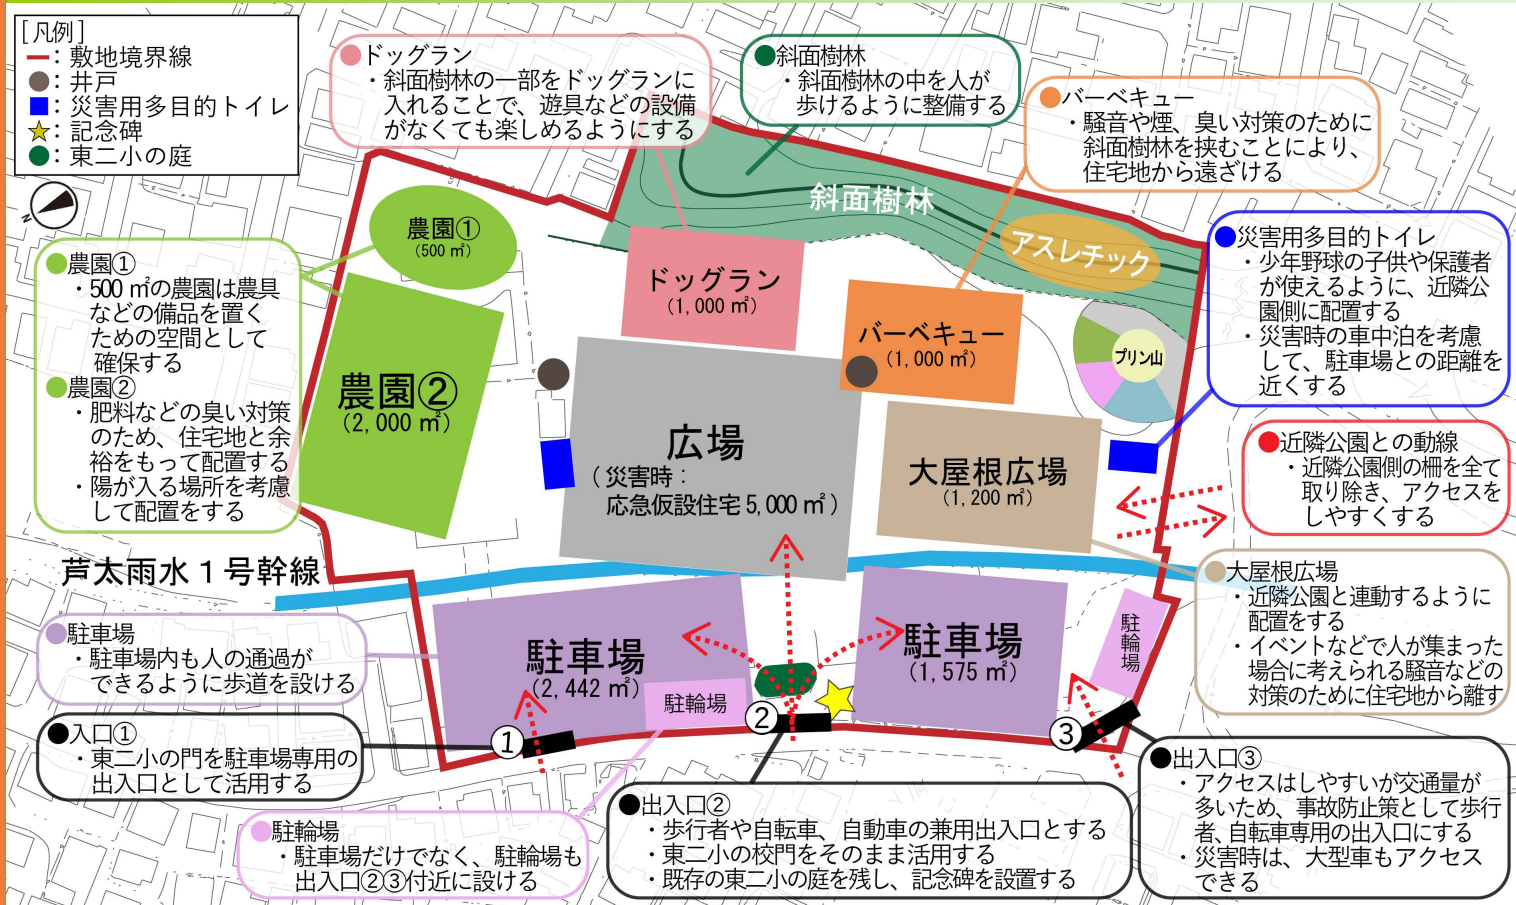 ［凡例］
：敷地境界線
：井戸
：災害用多目的トイレ
：記念碑
：東二小の庭
N
●ドッグラン
・斜面樹林の一部をドッグランに
入れることで、遊具などの設備
がなくても楽しめるようにする
●斜面樹林
・斜面樹林の中を人が
歩けるように整備する
●バーベキュー
・騒音や煙、臭い対策のために
斜面樹林を挟むことにより、
住宅地から遠ざける
●農園①
・500 ㎡の農園は農具
などの備品を置く
ための空間として
確保する
●農園②
・肥料などの臭い対策
のため、住宅地と余
裕をもって配置する
・陽が入る場所を考慮
して配置をする
農園①
(500 ㎡)
農園②
(2,000 ㎡)
斜面樹林
アスレチック
ドッグラン
(1,000 ㎡)
バーベキュー
(1,000 ㎡)
プリン山
広場
(災害時：
応急仮設住宅 5,000 ㎡)
大屋根広場
(1,200 ㎡)
●災害用多目的トイレ
・少年野球の子供や保護者
が使えるように、近隣公
園側に配置する
・災害時の車中泊を考慮
して、駐車場との距離を
近くする
●近隣公園との動線
・近隣公園側の柵を全て
取り除き、アクセスを
しやすくする
●大屋根広場
・近隣公園と連動するように
配置をする
・イベントなどで人が集まった
場合に考えられる騒音などの
対策のために住宅地から離す
芦太雨水１号幹線
●駐車場
・駐車場内も人の通過が
できるように歩道を設ける
駐車場
(2,442 ㎡)
駐輪場
駐車場
(1,575 ㎡)
駐輪場
①
②
③
●入口①
・東二小の門を駐車場専用の
出入口として活用する
●駐輪場
・駐車場だけでなく、駐輪場も
出入口②③付近に設ける
●出入口②
・歩行者や自転車、自動車の兼用出入口とする
・東二小の校門をそのまま活用する
・既存の東二小の庭を残し、記念碑を設置する
●出入口③
・アクセスはしやすいが交通量が
多いため、事故防止策として歩行
者、自転車専用の出入口にする
・災害時は、大型車もアクセス
できる